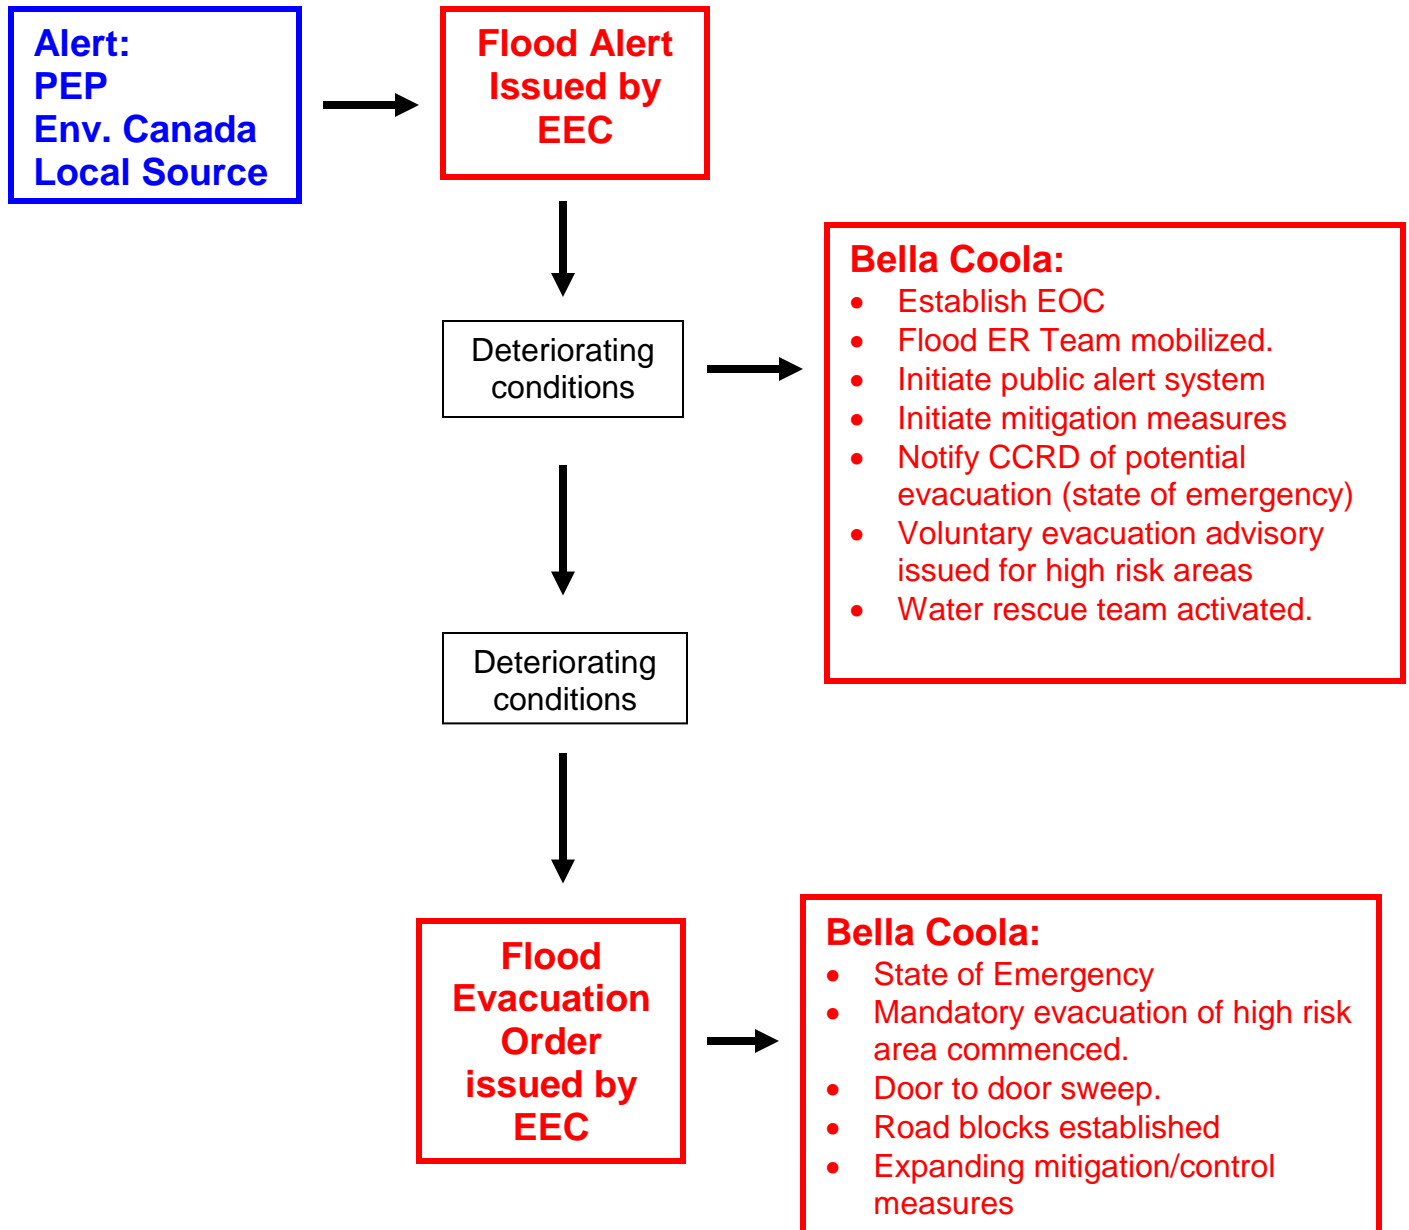 Alert:
PEP
Env. Canada
Local Source
Flood Alert
Issued by
EEC
Deteriorating
conditions
Bella Coola:
• Establish EOC
• Flood ER Team mobilized.
• Initiate public alert system
• Initiate mitigation measures
• Notify CCRD of potential
evacuation (state of emergency)
• Voluntary evacuation advisory
issued for high risk areas
• Water rescue team activated.
Deteriorating
conditions
Flood
Evacuation
Order
issued by
EEC
Bella Coola:
• State of Emergency
• Mandatory evacuation of high risk
area commenced.
• Door to door sweep.
• Road blocks established
• Expanding mitigation/control
measures